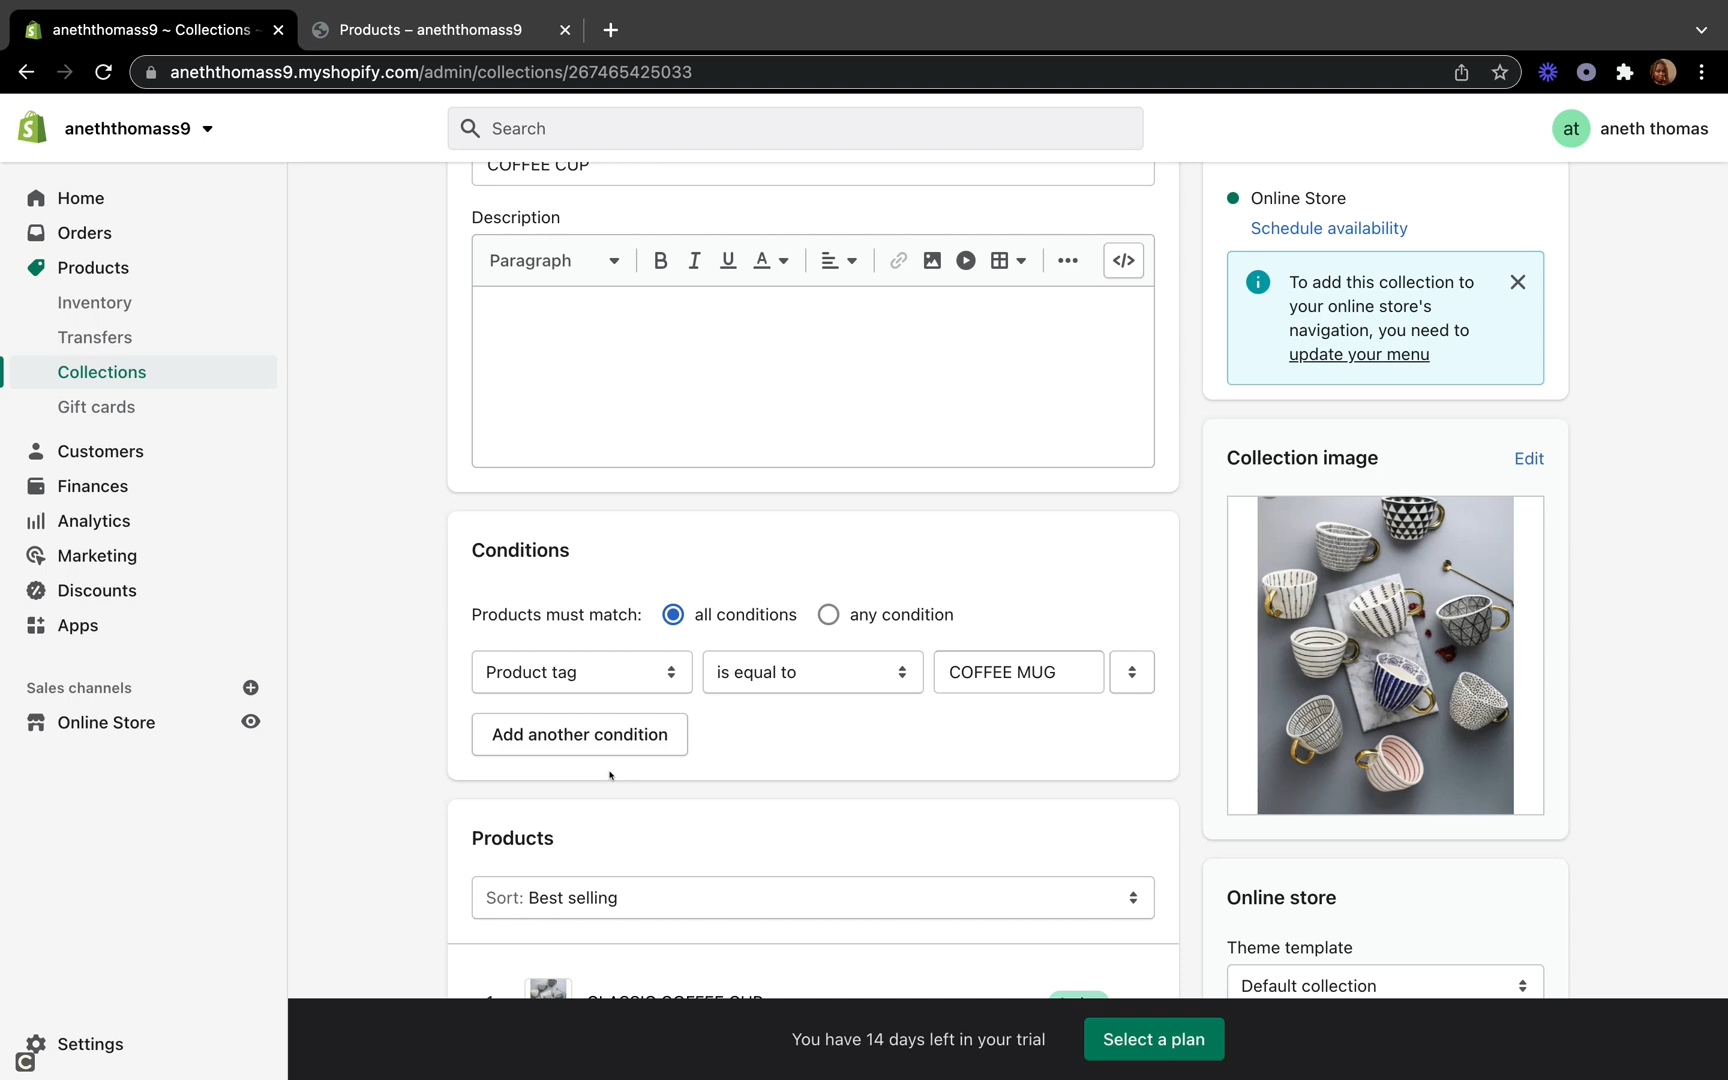 aneththomass9 ~ Collections ~
Products – aneththomass9
aneththomass9.myshopify.com/admin/collections/267465425033
aneththomass9
Search
at aneth thomas
Home
Orders
Products
Inventory
Transfers
Collections
Gift cards
Customers
Finances
Analytics
Marketing
Discounts
Apps
Sales channels
Online Store
Settings
COFFEE CUP
Description
Paragraph
B I U A
</>
Conditions
Products must match: all conditions any condition
Product tag is equal to COFFEE MUG
Add another condition
Products
Sort: Best selling
CLASSIC COFFEE CUP
Online Store
Schedule availability
To add this collection to
your online store's
navigation, you need to
update your menu
Collection image Edit
Online store
Theme template
Default collection
You have 14 days left in your trial Select a plan